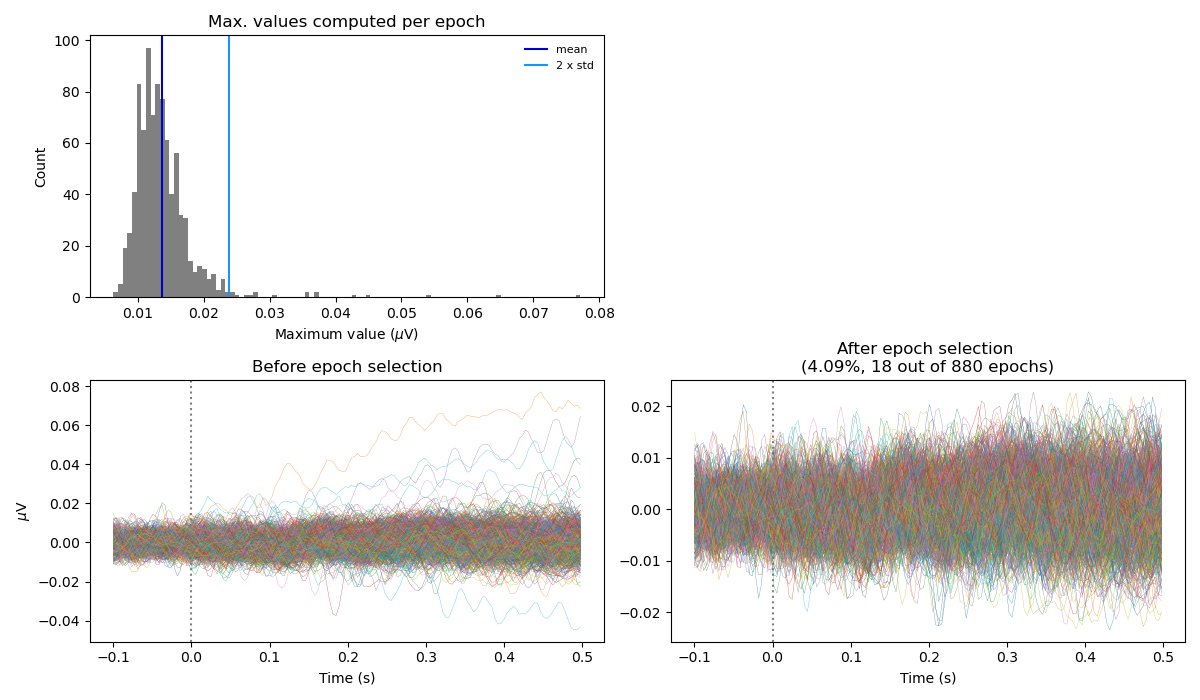 Max. values computed per epoch
100
80
60
40
20
0
Count
mean
2 x std
0.01 0.02 0.03 0.04 0.05 0.06 0.07 0.08
Maximum value (μV)
Before epoch selection
0.08
0.06
0.04
0.02
0.00
−0.02
−0.04
μV
−0.1 0.0 0.1 0.2 0.3 0.4 0.5
Time (s)
After epoch selection
(4.09%, 18 out of 880 epochs)
0.02
0.01
0.00
−0.01
−0.02
−0.1 0.0 0.1 0.2 0.3 0.4 0.5
Time (s)